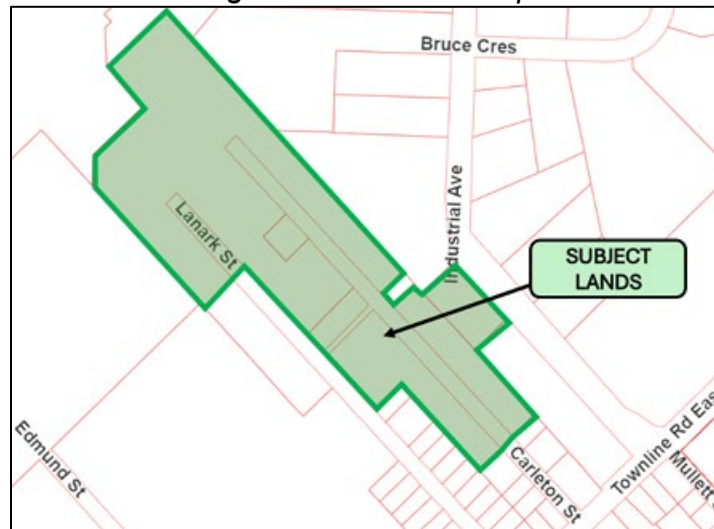 Bruce Cres
Industrial Ave
Lanark St
SUBJECT
LANDS
Edmund St
Carleton St
Townline Rd Eas
Mullett